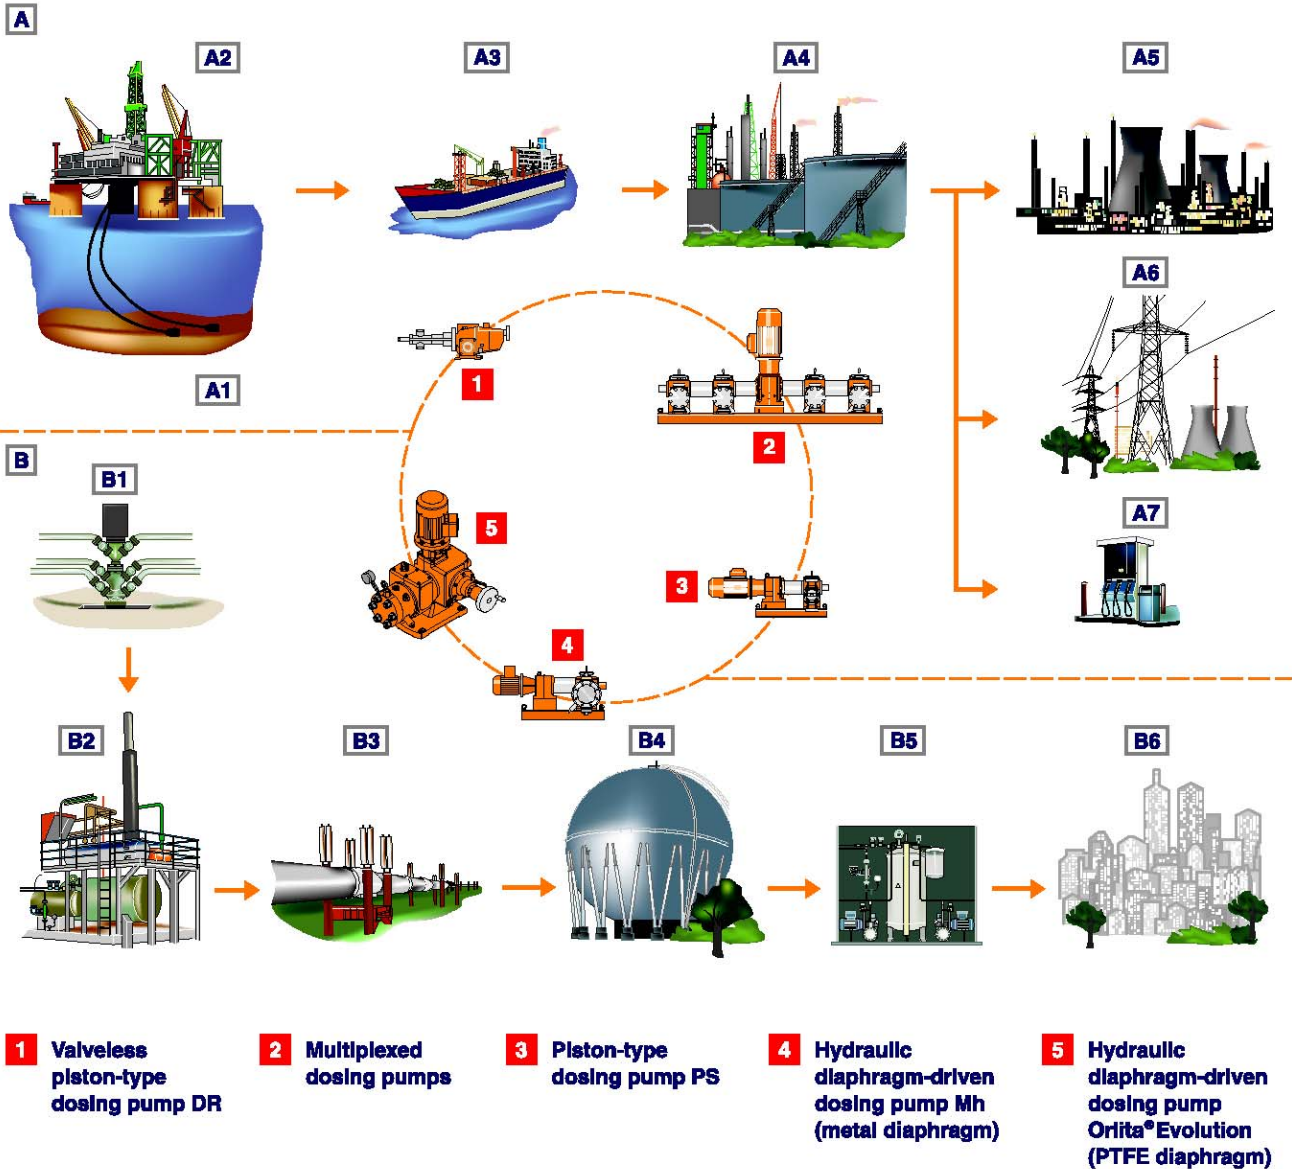 A
A2
A3
A4
A5
A6
1
A1
2
B
B1
A7
5
3
4
B2
B3
B4
B5
B6
1 Valveless
piston-type
dosing pump DR
2 Multiplexed
dosing pumps
3 Piston-type
dosing pump PS
4 Hydraulic
diaphragm-driven
dosing pump Mh
(metal diaphragm)
5 Hydraulic
diaphragm-driven
dosing pump
Orlita® Evolution
(PTFE diaphragm)